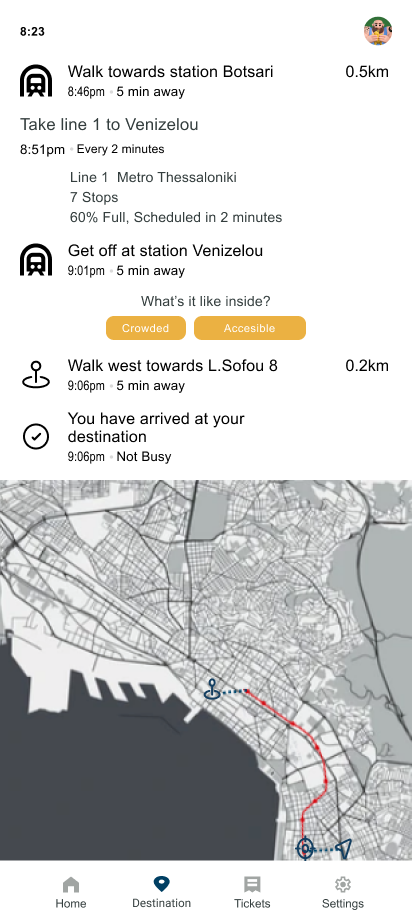 8:23
Walk towards station Botsari 0.5km
8:46pm • 5 min away
Take line 1 to Venizelou
8:51pm • Every 2 minutes
Line 1 Metro Thessaloniki
7 Stops
60% Full, Scheduled in 2 minutes
Get off at station Venizelou
9:01pm • 5 min away
What's it like inside?
Crowded Accesible
Walk west towards L.Sofou 8 0.2km
9:06pm • 5 min away
You have arrived at your
destination
9:06pm • Not Busy
Home Destination Tickets Settings